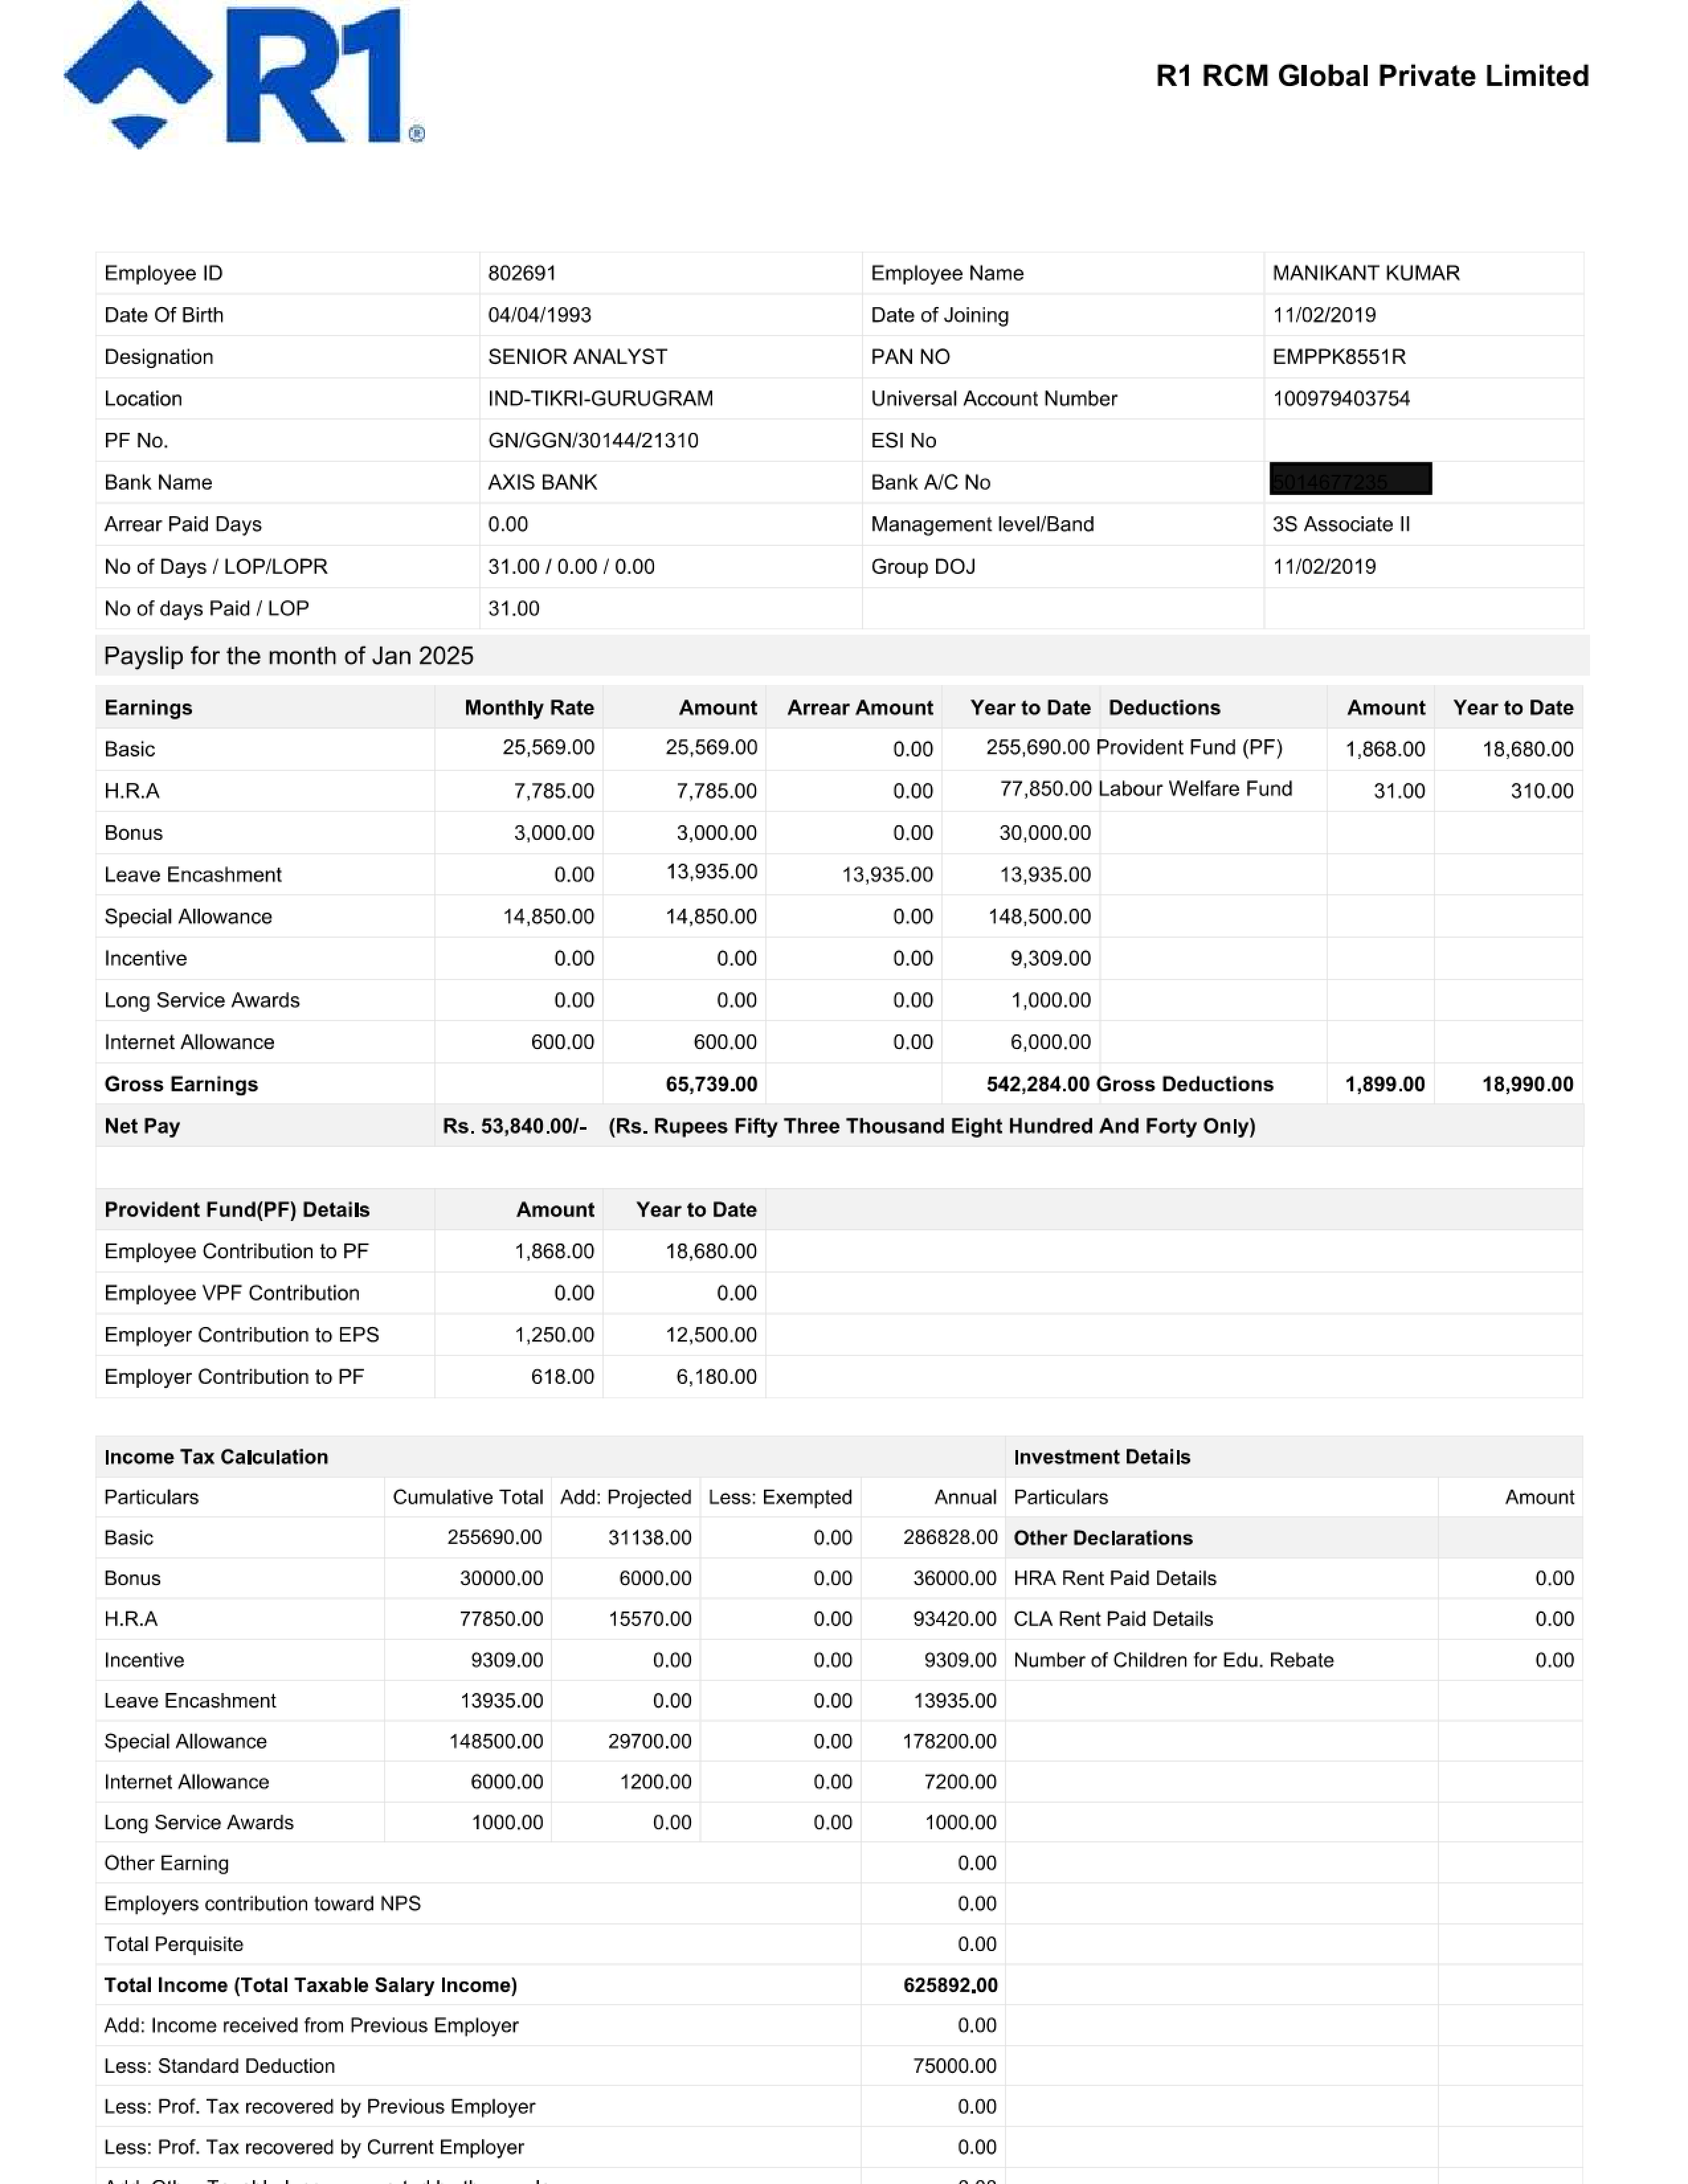 R1®
R1 RCM Global Private Limited
Employee ID 802691 Employee Name MANIKANT KUMAR
Date Of Birth 04/04/1993 Date of Joining 11/02/2019
Designation SENIOR ANALYST PAN NO EMPPK8551R
Location IND-TIKRI-GURUGRAM Universal Account Number 100979403754
PF No. GN/GGN/30144/21310 ESI No
Bank Name AXIS BANK Bank A/C No
Arrear Paid Days 0.00 Management level/Band 3S Associate II
No of Days / LOP/LOPR 31.00 / 0.00 / 0.00 Group DOJ 11/02/2019
No of days Paid / LOP 31.00
Payslip for the month of Jan 2025
Earnings Monthly Rate Amount Arrear Amount Year to Date Deductions Amount Year to Date
Basic 25,569.00 25,569.00 0.00 255,690.00 Provident Fund (PF) 1,868.00 18,680.00
H.R.A 7,785.00 7,785.00 0.00 77,850.00 Labour Welfare Fund 31.00 310.00
Bonus 3,000.00 3,000.00 0.00 30,000.00
Leave Encashment 0.00 13,935.00 13,935.00 13,935.00
Special Allowance 14,850.00 14,850.00 0.00 148,500.00
Incentive 0.00 0.00 0.00 9,309.00
Long Service Awards 0.00 0.00 0.00 1,000.00
Internet Allowance 600.00 600.00 0.00 6,000.00
Gross Earnings 65,739.00 542,284.00 Gross Deductions 1,899.00 18,990.00
Net Pay Rs. 53,840.00/- (Rs. Rupees Fifty Three Thousand Eight Hundred And Forty Only)
Provident Fund(PF) Details Amount Year to Date
Employee Contribution to PF 1,868.00 18,680.00
Employee VPF Contribution 0.00 0.00
Employer Contribution to EPS 1,250.00 12,500.00
Employer Contribution to PF 618.00 6,180.00
Income Tax Calculation Investment Details
Particulars Cumulative Total Add: Projected Less: Exempted Annual Particulars Amount
Basic 255690.00 31138.00 0.00 286828.00 Other Declarations
Bonus 30000.00 6000.00 0.00 36000.00 HRA Rent Paid Details 0.00
H.R.A 77850.00 15570.00 0.00 93420.00 CLA Rent Paid Details 0.00
Incentive 9309.00 0.00 0.00 9309.00 Number of Children for Edu. Rebate 0.00
Leave Encashment 13935.00 0.00 0.00 13935.00
Special Allowance 148500.00 29700.00 0.00 178200.00
Internet Allowance 6000.00 1200.00 0.00 7200.00
Long Service Awards 1000.00 0.00 0.00 1000.00
Other Earning 0.00
Employers contribution toward NPS 0.00
Total Perquisite 0.00
Total Income (Total Taxable Salary Income) 625892.00
Add: Income received from Previous Employer 0.00
Less: Standard Deduction 75000.00
Less: Prof. Tax recovered by Previous Employer 0.00
Less: Prof. Tax recovered by Current Employer 0.00